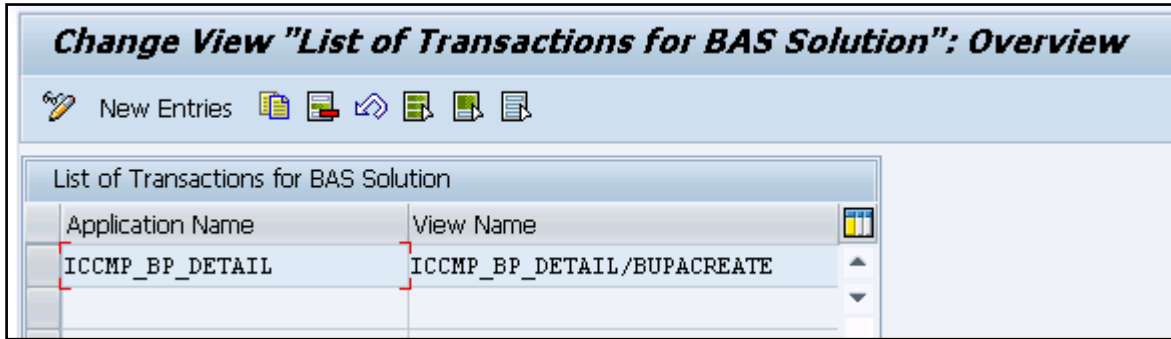 Change View "List of Transactions for BAS Solution": Overview
New Entries
List of Transactions for BAS Solution
Application Name View Name
ICCMP_BP_DETAIL ICCMP_BP_DETAIL/BUPACREATE